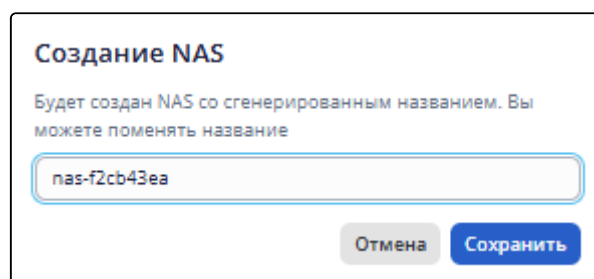 Создание NAS
Будет создан NAS со сгенерированным названием. Вы
можете поменять название
nas-f2cb43ea
Отмена Сохранить